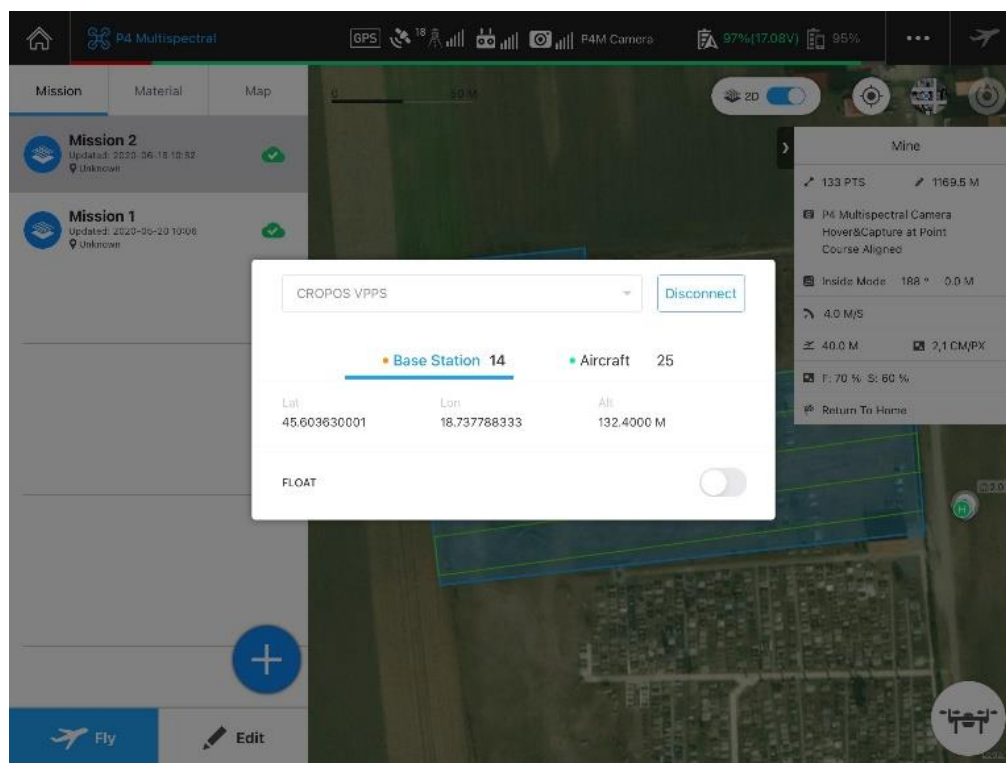 P4 Multispectral
GPS 18 P4M Camera 97%(17.08V) 95%
Mission Material Map
0 50 M
2D
Mission 2
Updated: 2020-06-18 10:32
Unknown
Mission 1
Updated: 2020-05-20 10:06
Unknown
Mine
133 PTS 1169.5 M
P4 Multispectral Camera
Hover&Capture at Point
Course Aligned
Inside Mode 188 ° 0.0 M
4.0 M/S
40.0 M 2,1 CM/PX
F: 70 % S: 60 %
Return To Home
CROPOS VPPS
Disconnect
Base Station 14 Aircraft 25
Lat Lon Alt
45.603630001 18.737788333 132.4000 M
FLOAT
H
Fly Edit